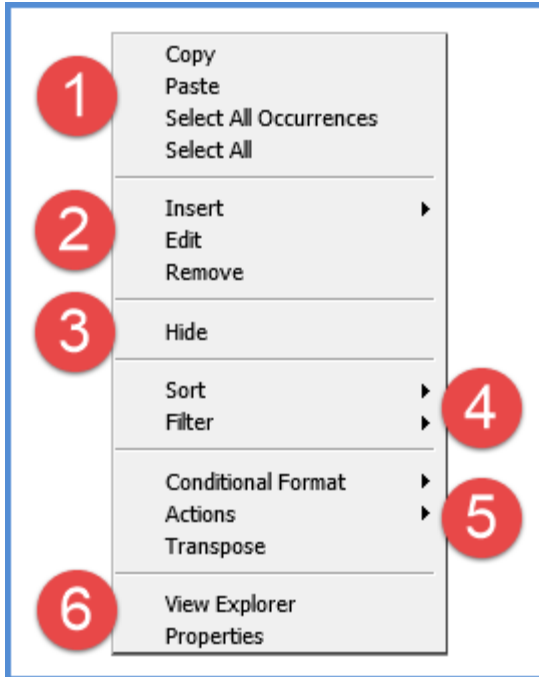 1
Copy
Paste
Select All Occurrences
Select All
2
Insert
Edit
Remove
3
Hide
4
Sort
Filter
5
Conditional Format
Actions
Transpose
6
View Explorer
Properties